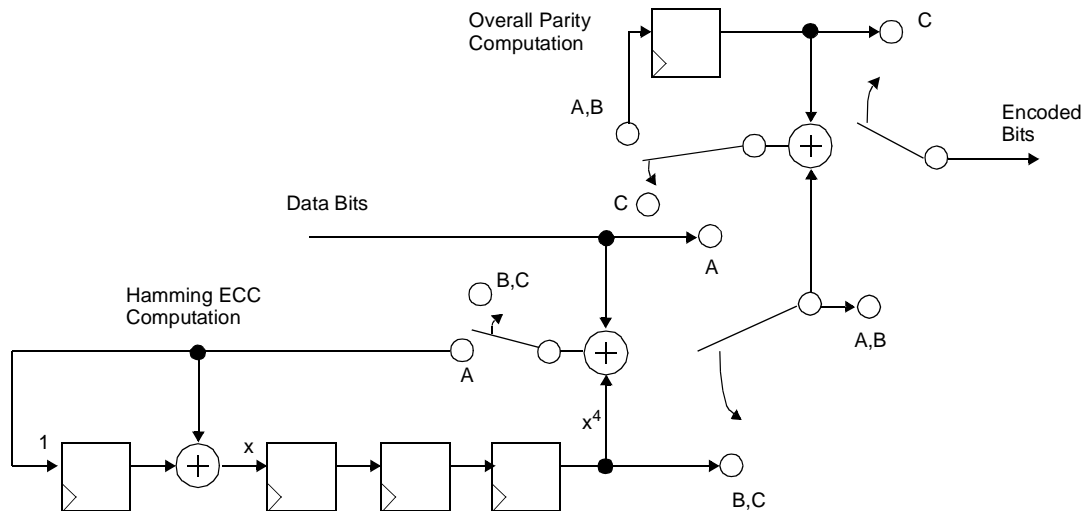 Overall Parity
Computation
C
A,B
Encoded
Bits
C
Data Bits
A
B,C
Hamming ECC
Computation
A
A,B
x⁴
1
x
B,C